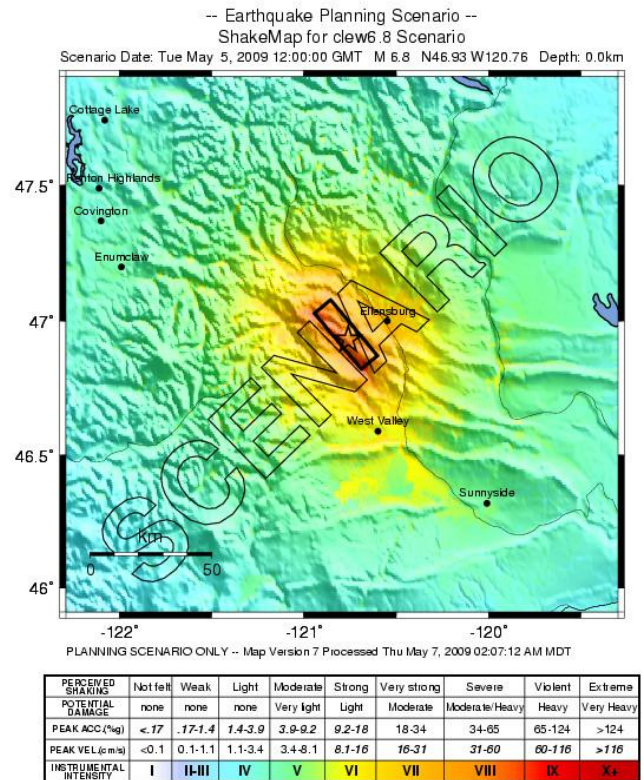 -- Earthquake Planning Scenario --
ShakeMap for clew6.8 Scenario
Scenario Date: Tue May 5, 2009 12:00:00 GMT M 6.8 N46.93 W120.76 Depth: 0.0km
Cottage Lake
47.5
Renton Highlands
Covington
Enumclaw
SCENARIO
47
Ellensburg
West Valley
46.5
Sunnyside
Km
0 50
46
-122 -121 -120
PLANNING SCENARIO ONLY -- Map Version 7 Processed Thu May 7, 2009 02:07:12 AM MDT
PERCEIVED SHAKING Not felt Weak Light Moderate Strong Very strong Severe Violent Extreme
POTENTIAL DAMAGE none none none Very light Light Moderate Moderate/Heavy Heavy Very Heavy
PEAK ACC.(%g) <.17 .17-1.4 1.4-3.9 3.9-9.2 9.2-18 18-34 34-65 65-124 >124
PEAK VEL.(cm/s) <0.1 0.1-1.1 1.1-3.4 3.4-8.1 8.1-16 16-31 31-60 60-116 >116
INSTRUMENTAL INTENSITY I II-III IV V VI VII VIII IX X+